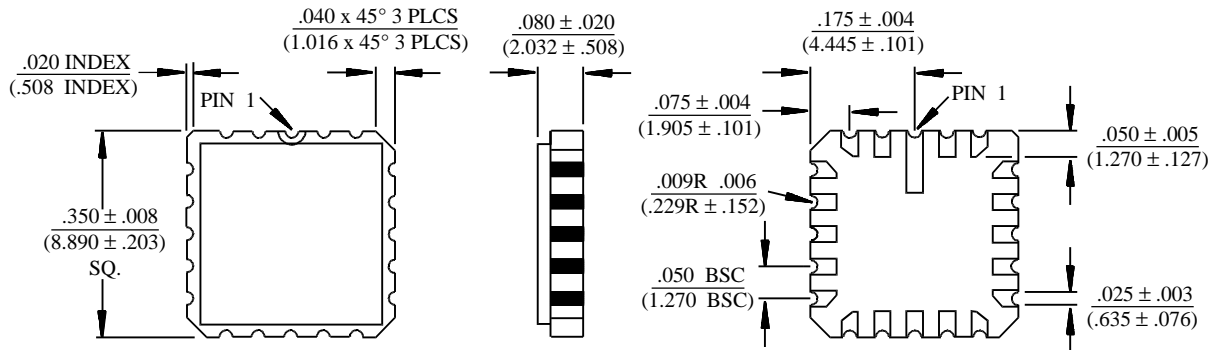 .040 x 45° 3 PLCS
(1.016 x 45° 3 PLCS)
.080 ± .020
(2.032 ± .508)
.175 ± .004
(4.445 ± .101)
.020 INDEX
(.508 INDEX)
PIN 1
PIN 1
.075 ± .004
(1.905 ± .101)
.050 ± .005
(1.270 ± .127)
.009R .006
(.229R ± .152)
.350 ± .008
(8.890 ± .203)
SQ.
.050 BSC
(1.270 BSC)
.025 ± .003
(.635 ± .076)